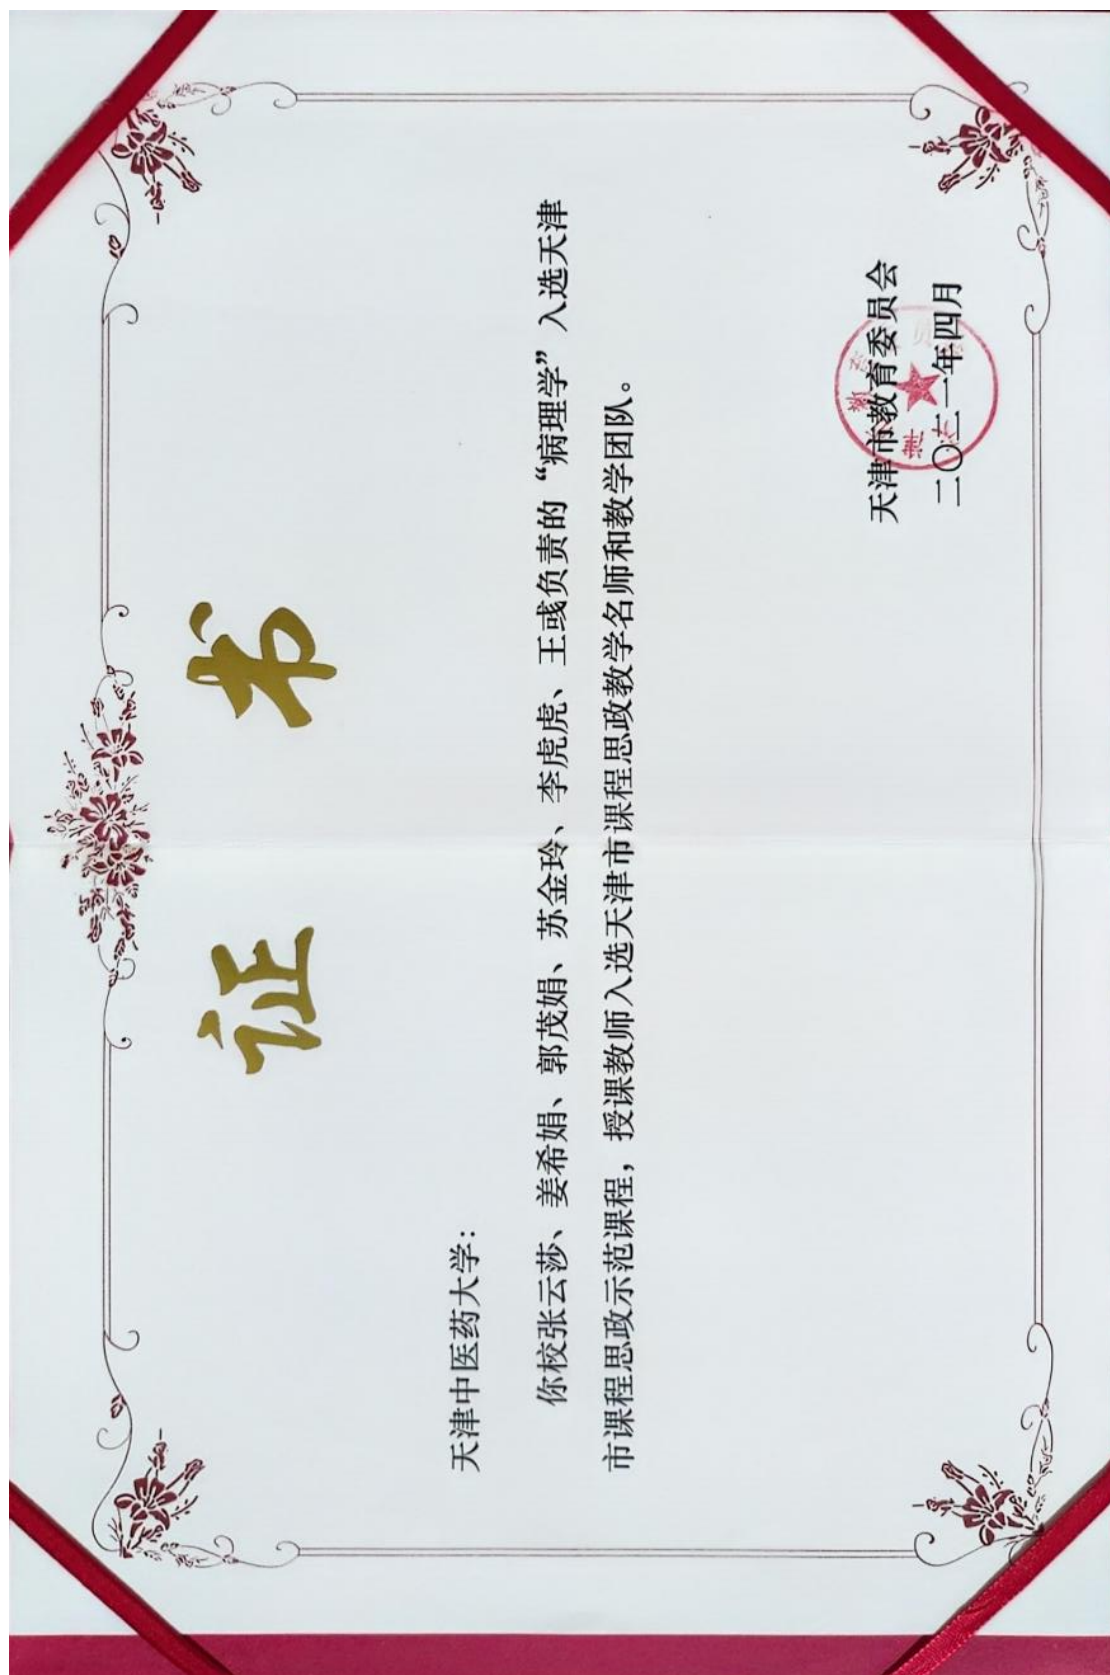 证 书
天津中医药大学：
你校张云莎、姜希娟、郭茂娟、苏金玲、李虎虎、王彧负责的“病理学”入选天津
市课程思政示范课程，授课教师入选天津市课程思政教学名师和教学团队。
天津市教育委员会
二〇二一年四月